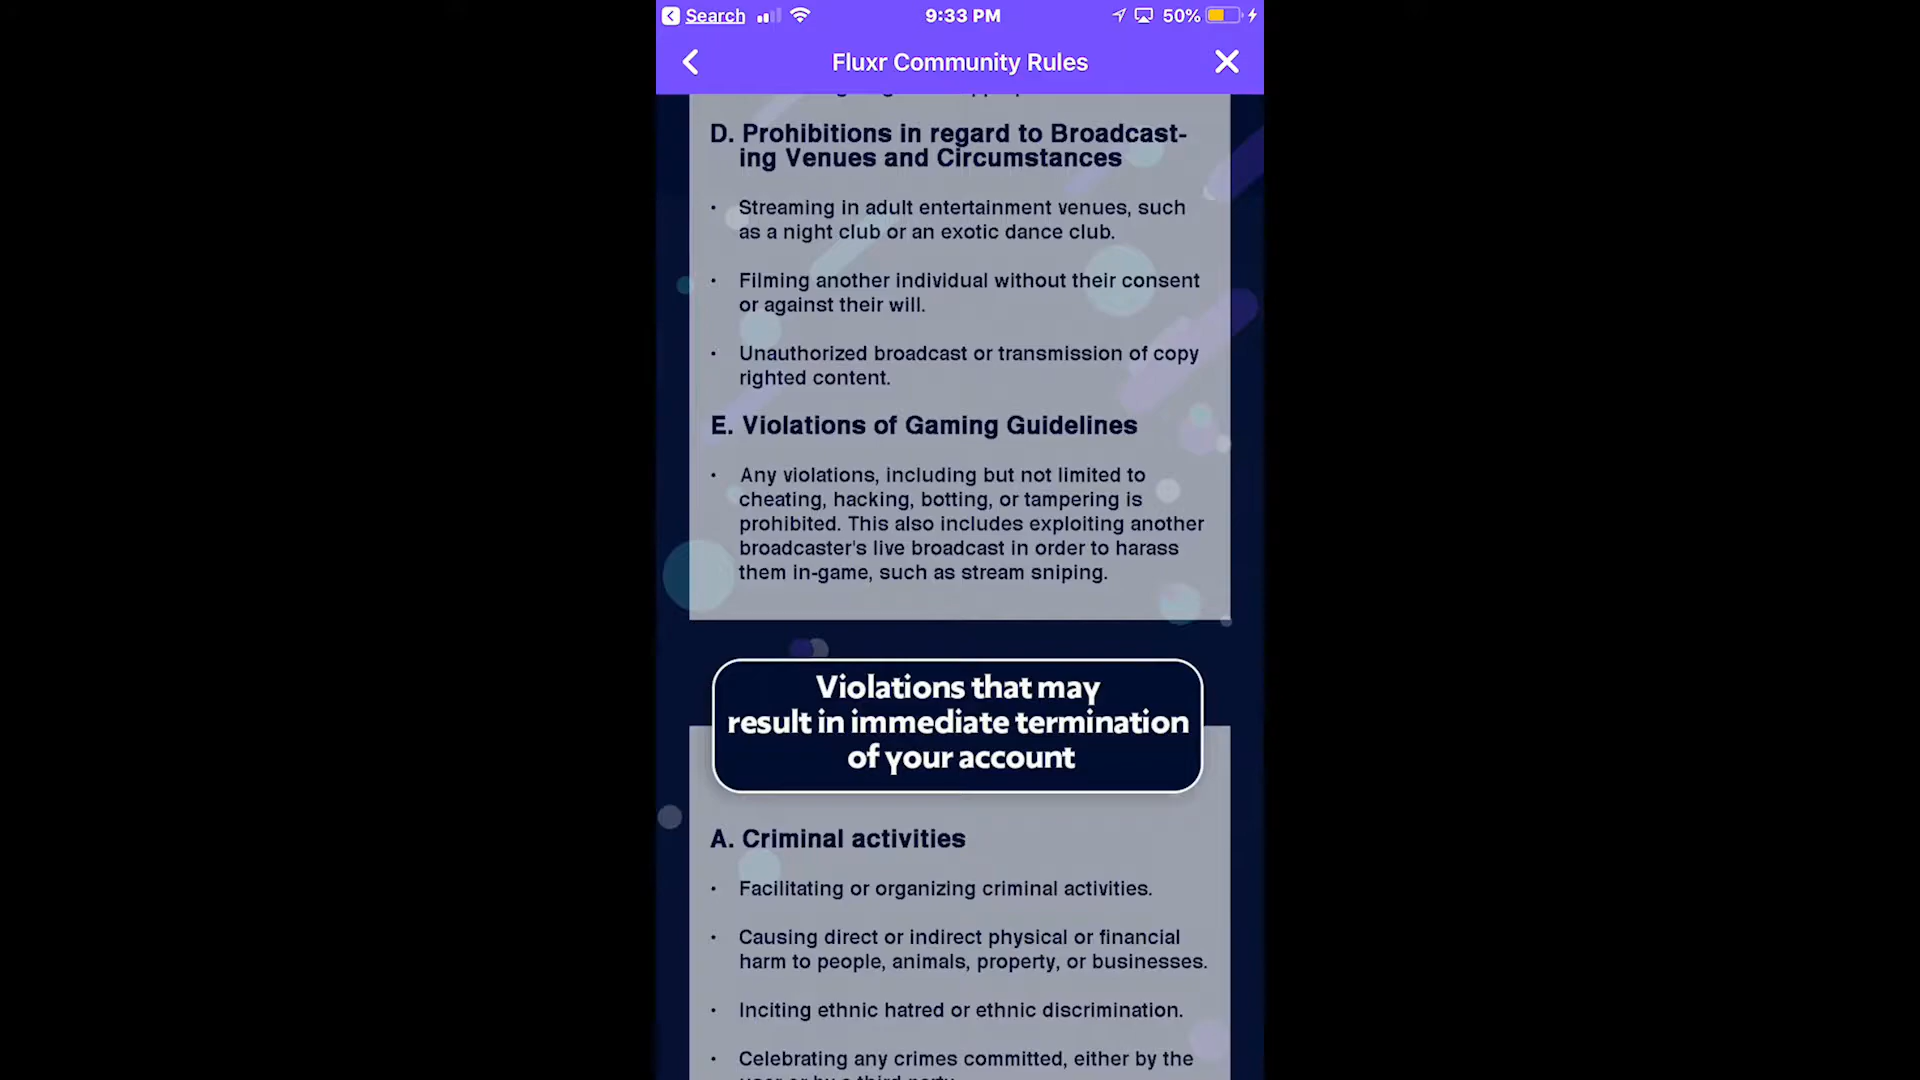 Search 9:33 PM 50%
Fluxr Community Rules
D. Prohibitions in regard to Broadcast-
ing Venues and Circumstances
· Streaming in adult entertainment venues, such
as a night club or an exotic dance club.
· Filming another individual without their consent
or against their will.
· Unauthorized broadcast or transmission of copy
righted content.
E. Violations of Gaming Guidelines
· Any violations, including but not limited to
cheating, hacking, botting, or tampering is
prohibited. This also includes exploiting another
broadcaster's live broadcast in order to harass
them in-game, such as stream sniping.
Violations that may
result in immediate termination
of your account
A. Criminal activities
· Facilitating or organizing criminal activities.
· Causing direct or indirect physical or financial
harm to people, animals, property, or businesses.
· Inciting ethnic hatred or ethnic discrimination.
· Celebrating any crimes committed, either by the